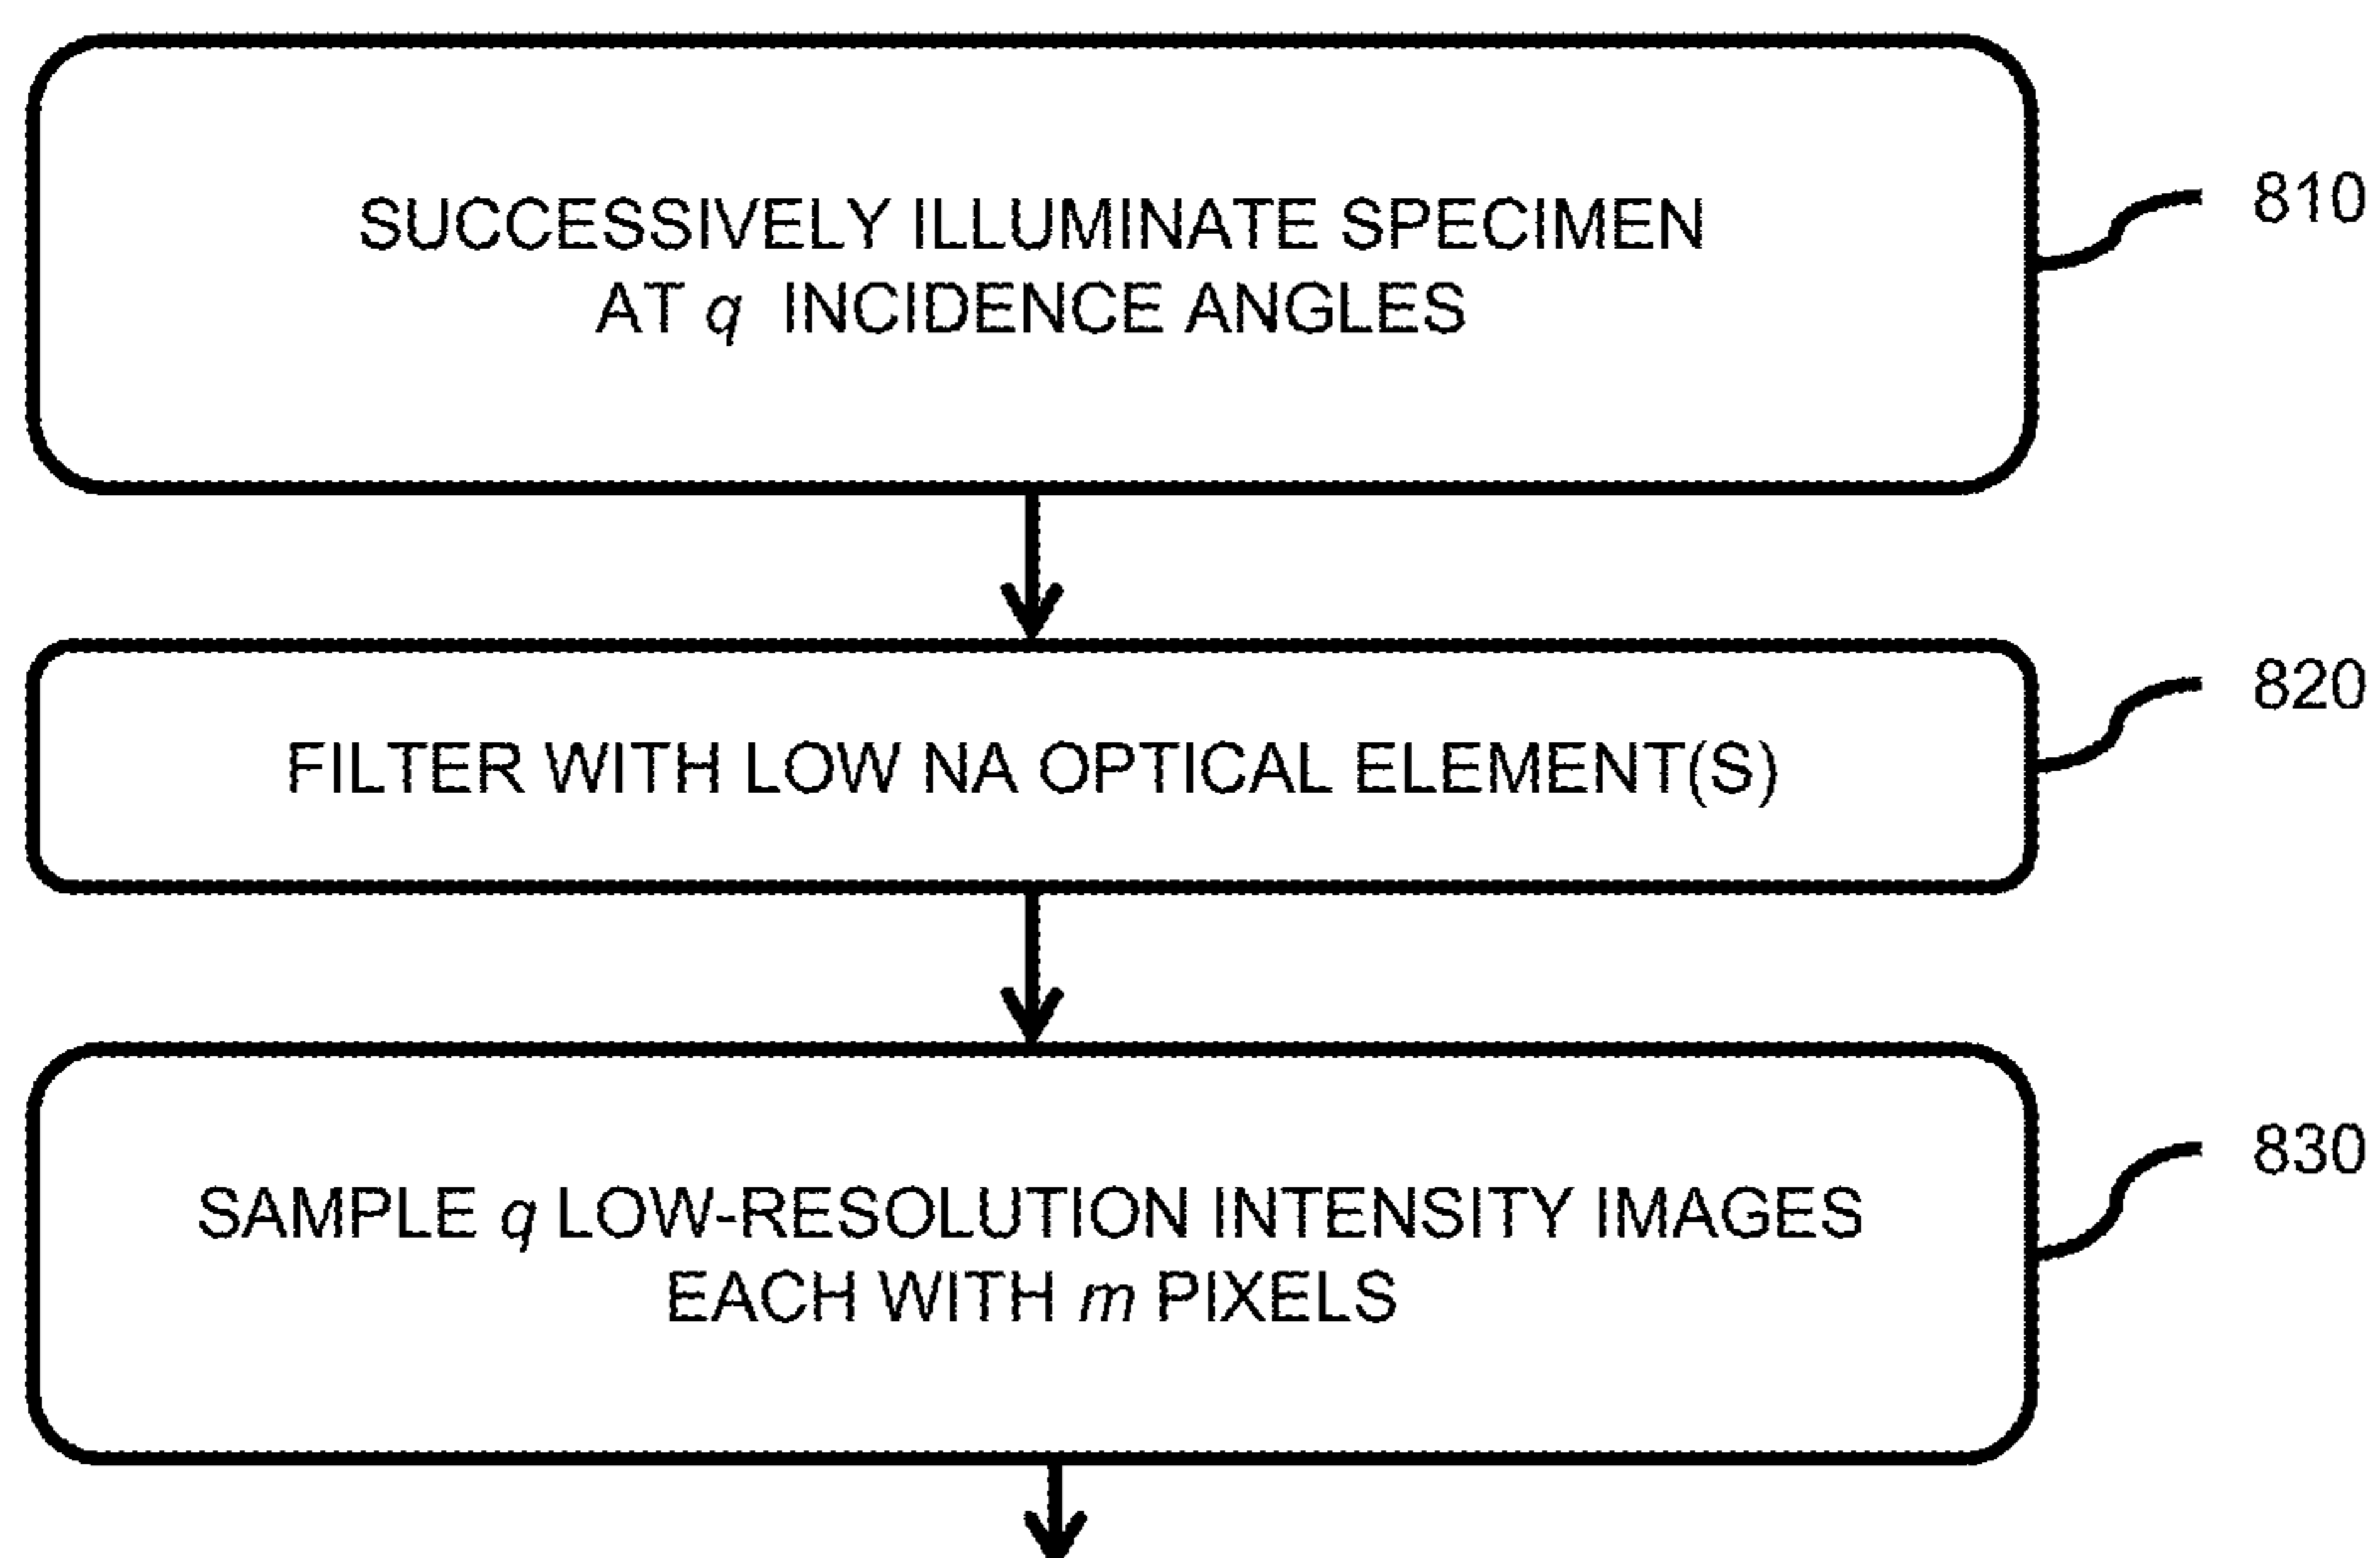 SUCCESSIVELY ILLUMINATE SPECIMEN
AT q INCIDENCE ANGLES
810
FILTER WITH LOW NA OPTICAL ELEMENT(S)
820
SAMPLE q LOW-RESOLUTION INTENSITY IMAGES
EACH WITH m PIXELS
830